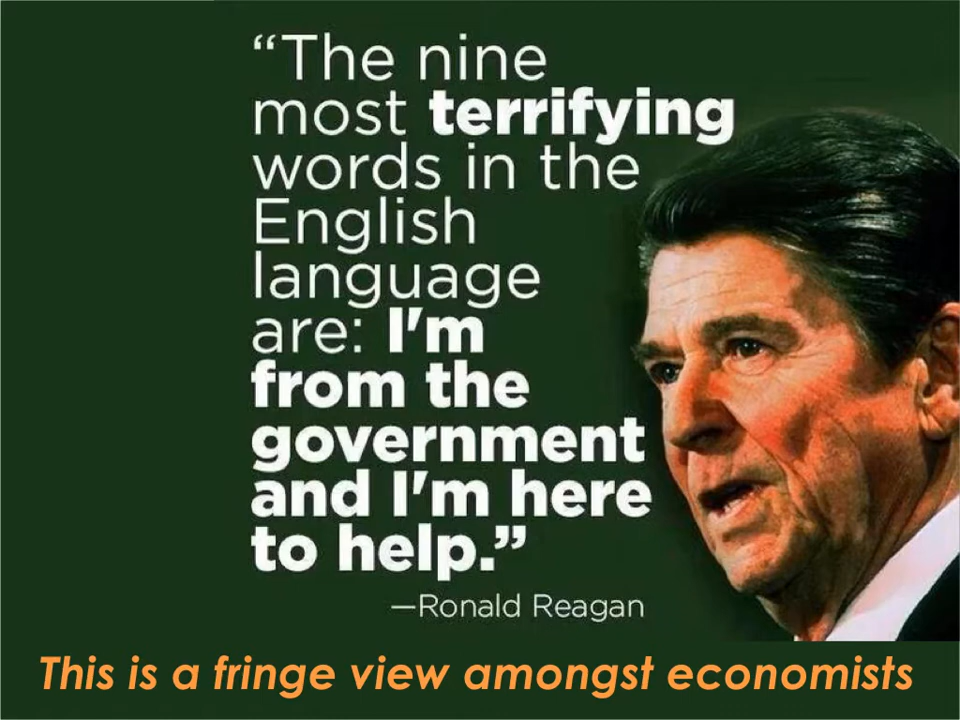 “The nine
most terrifying
words in the
English
language
are: I'm
from the
government
and I'm here
to help.”
—Ronald Reagan
This is a fringe view amongst economists